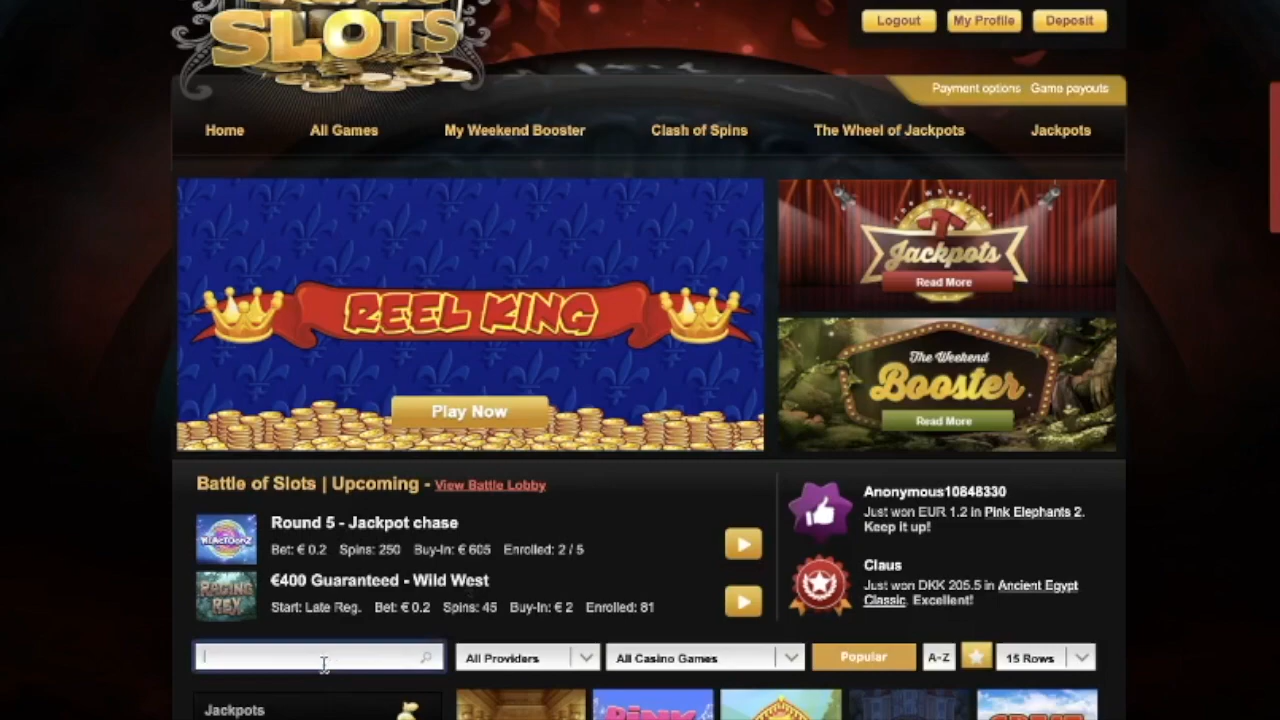 SLOTS
Logout
My Profile
Deposit
Payment options
Game payouts
Home
All Games
My Weekend Booster
Clash of Spins
The Wheel of Jackpots
Jackpots
REEL KING
Play Now
Jackpots
Read More
The Weekend
Booster
Read More
Battle of Slots | Upcoming - View Battle Lobby
Round 5 - Jackpot chase
Bet: € 0.2 Spins: 250 Buy-In: € 605 Enrolled: 2 / 5
€400 Guaranteed - Wild West
RAGING
REX
Start: Late Reg. Bet: € 0.2 Spins: 45 Buy-In: € 2 Enrolled: 81
Anonymous10848330
Just won EUR 1.2 in Pink Elephants 2.
Keep it up!
Claus
Just won DKK 205.5 in Ancient Egypt
Classic. Excellent!
All Providers
All Casino Games
Popular
A-Z
15 Rows
Jackpots
PINK